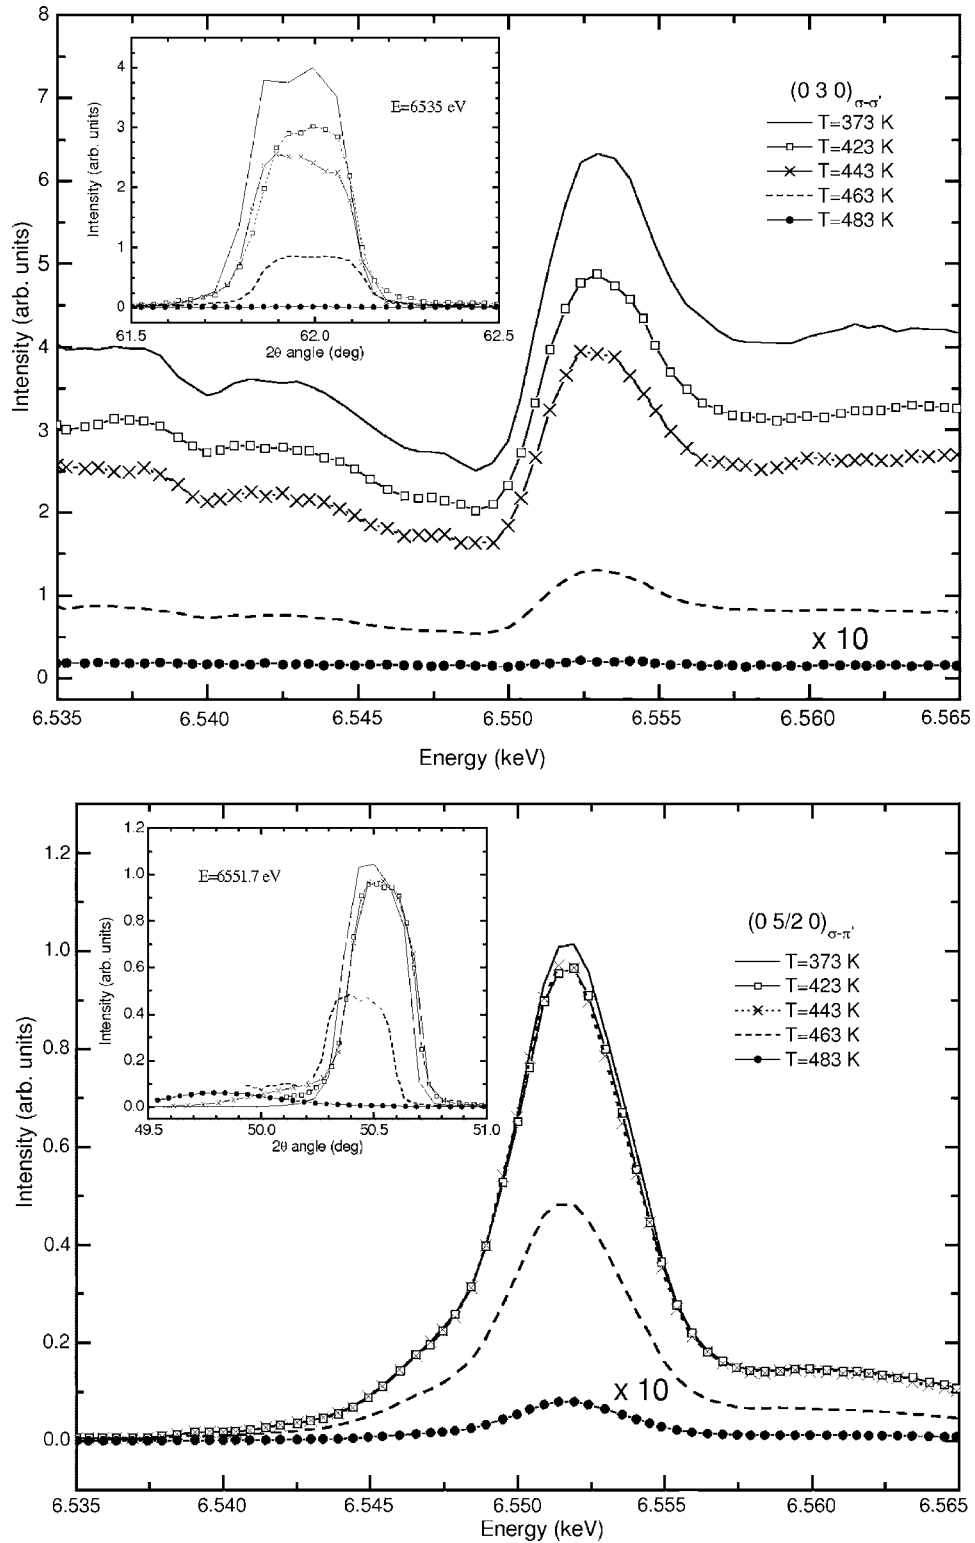 8
7
6
5
4
3
2
1
0
Intensity (arb. units)
6.535 6.540 6.545 6.550 6.555 6.560 6.565
Energy (keV)
(0 3 0)σ-σ'
T=373 K
T=423 K
T=443 K
T=463 K
T=483 K
x 10
4
3
2
1
0
Intensity (arb. units)
E=6535 eV
61.5 62.0 62.5
2θ angle (deg)
1.2
1.0
0.8
0.6
0.4
0.2
0.0
Intensity (arb. units)
6.535 6.540 6.545 6.550 6.555 6.560 6.565
Energy (keV)
(0 5/2 0)σ-π'
T=373 K
T=423 K
T=443 K
T=463 K
T=483 K
x 10
1.2
1.0
0.8
0.6
0.4
0.2
0.0
Intensity (arb. units)
E=6551.7 eV
49.5 50.0 50.5 51.0
2θ angle (deg)